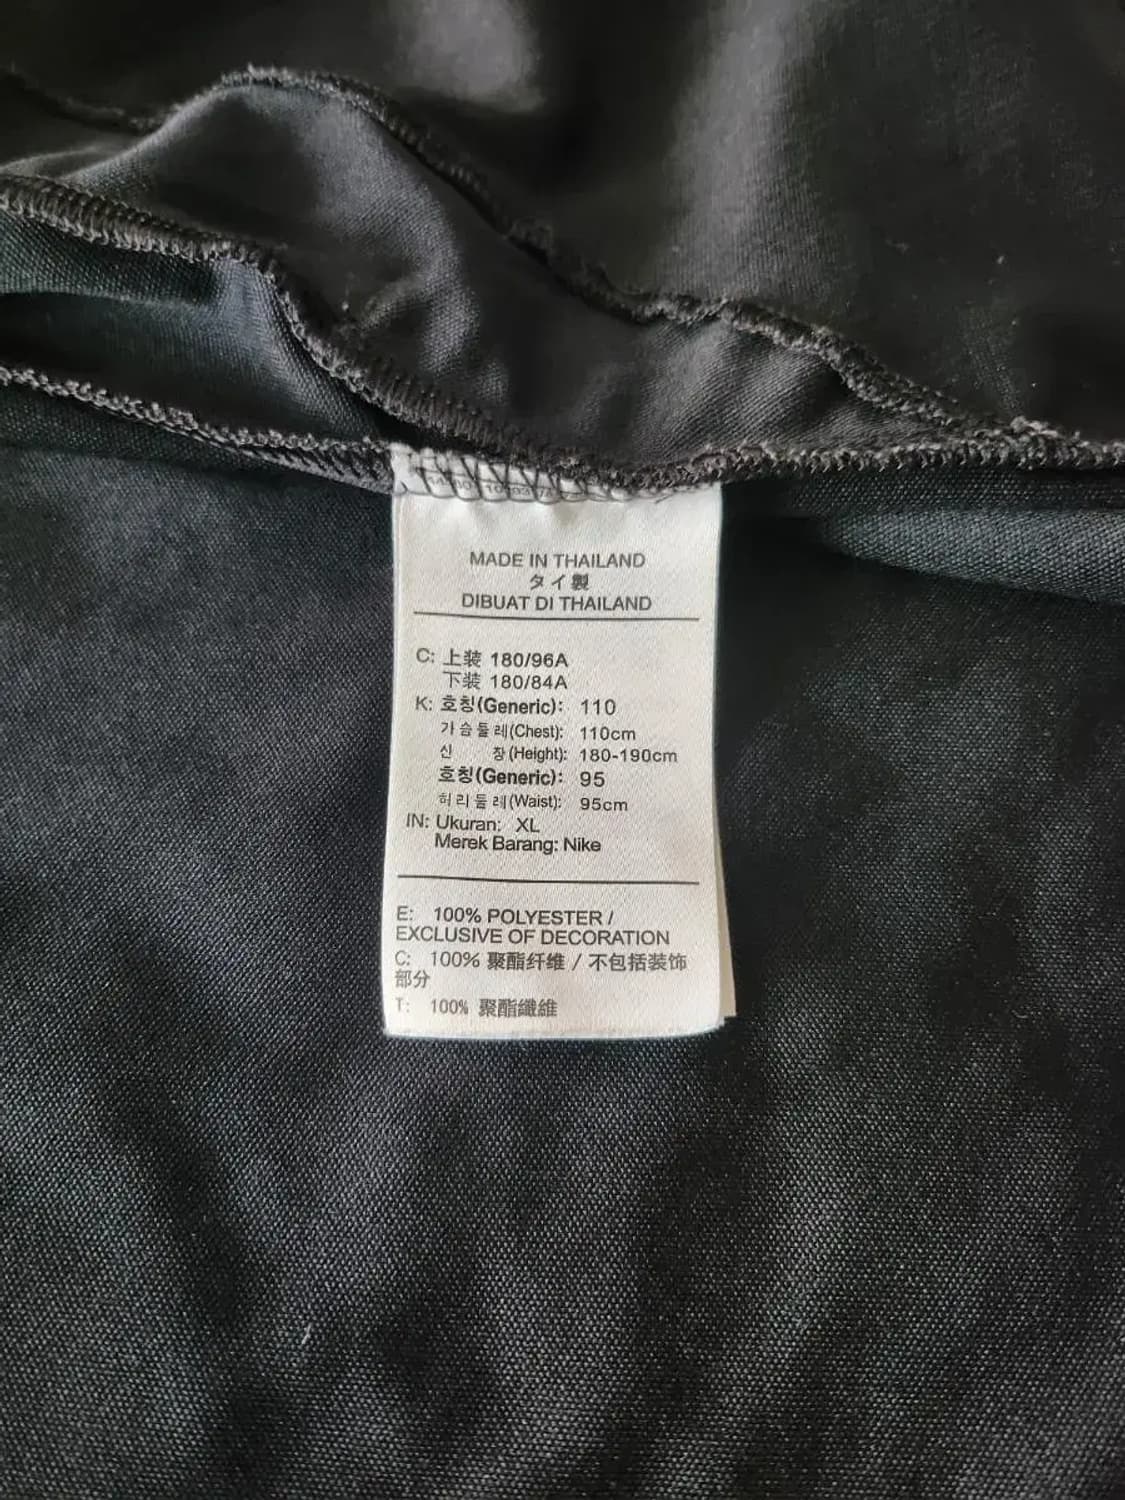 MADE IN THAILAND
タイ製
DIBUAT DI THAILAND
C: 上装 180/96A
下装 180/84A
K: 호칭(Generic): 110
가슴둘레(Chest): 110cm
신 장(Height): 180-190cm
호칭(Generic): 95
허리둘레(Waist): 95cm
IN: Ukuran: XL
Merek Barang: Nike
E: 100% POLYESTER /
EXCLUSIVE OF DECORATION
C: 100% 聚酯纤维 / 不包括装饰
部分
T: 100% 聚酯纖維